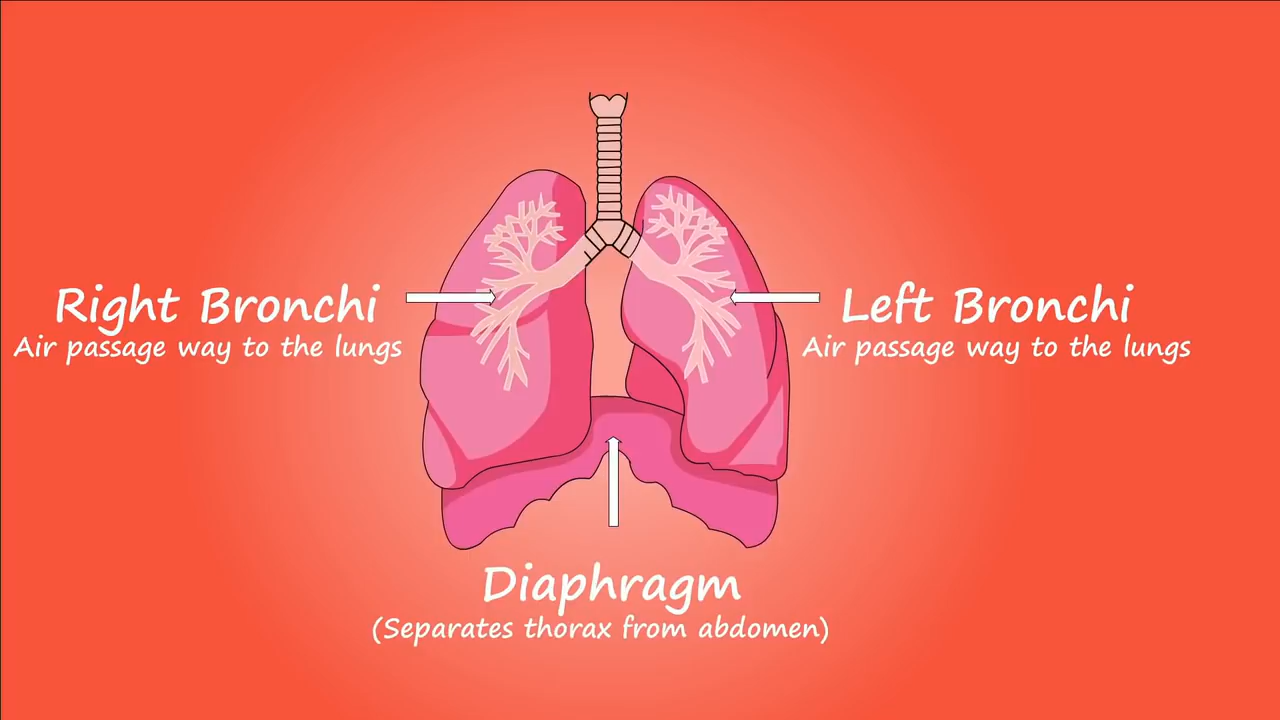 Right Bronchi
Air passage way to the lungs
Left Bronchi
Air passage way to the lungs
Diaphragm
(Separates thorax from abdomen)